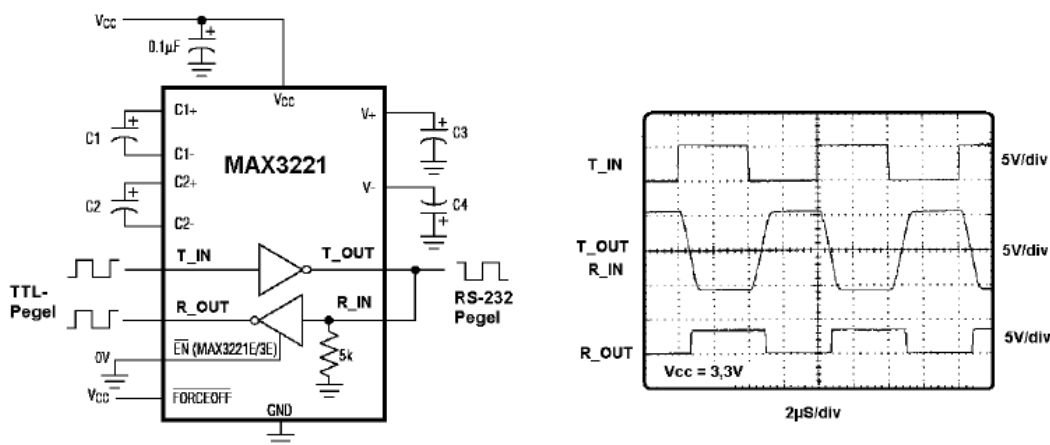 VCC
0.1µF
+
VCC
C1+
+
C1
C1-
C2+
+
C2
C2-
MAX3221
V+
+
C3
V-
C4
+
T_IN
T_OUT
TTL-
Pegel
R_OUT
R_IN
RS-232
Pegel
EN (MAX3221E/3E)
5k
0V
VCC
FORCEOFF
GND
T_IN
5V/div
T_OUT
R_IN
5V/div
R_OUT
5V/div
Vcc = 3,3V
2µS/div